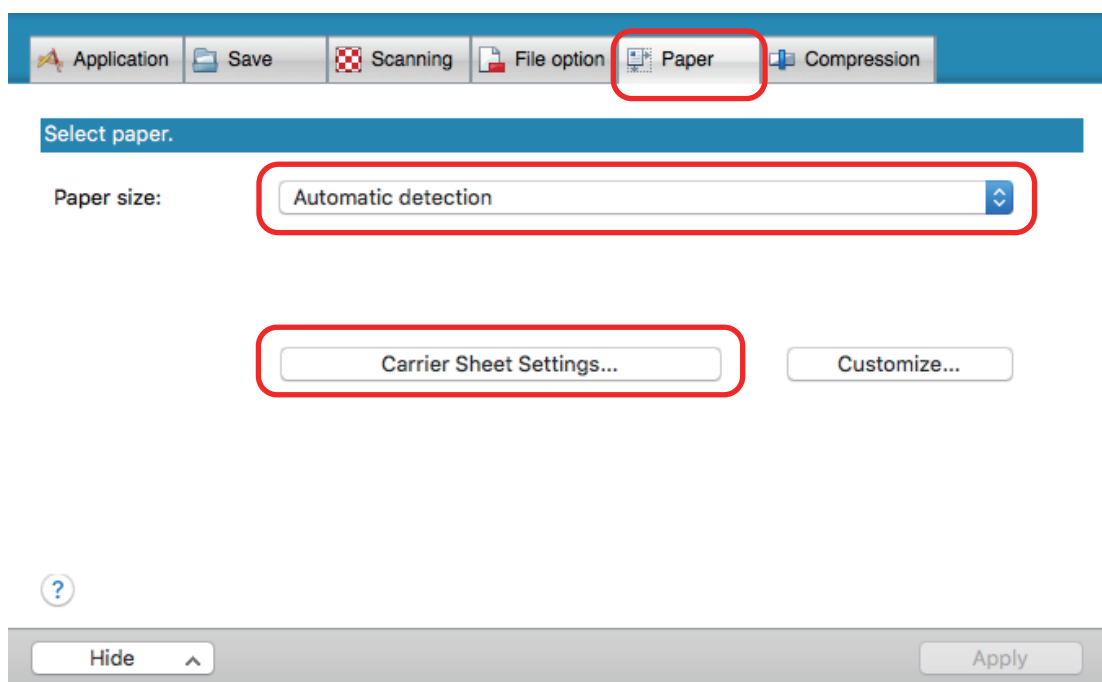 Application Save Scanning File option Paper Compression
Select paper.
Paper size: Automatic detection
Carrier Sheet Settings... Customize...
?
Hide Apply